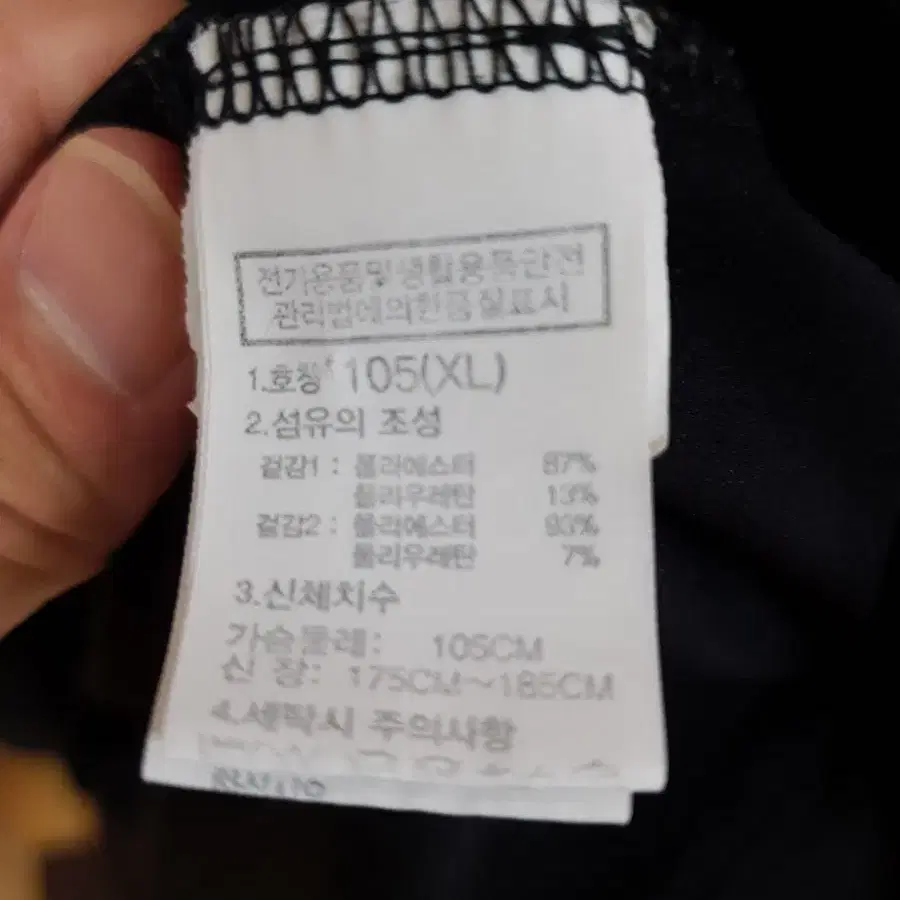 전기용품및생활용품안전
관리법에의한품질표시
1.호칭 105(XL)
2.섬유의 조성
겉감1 : 폴리에스터 87%
폴리우레탄 13%
겉감2 : 폴리에스터 93%
폴리우레탄 7%
3.신체치수
가슴둘레: 105CM
신 장: 175CM~185CM
4.세탁시 주의사항